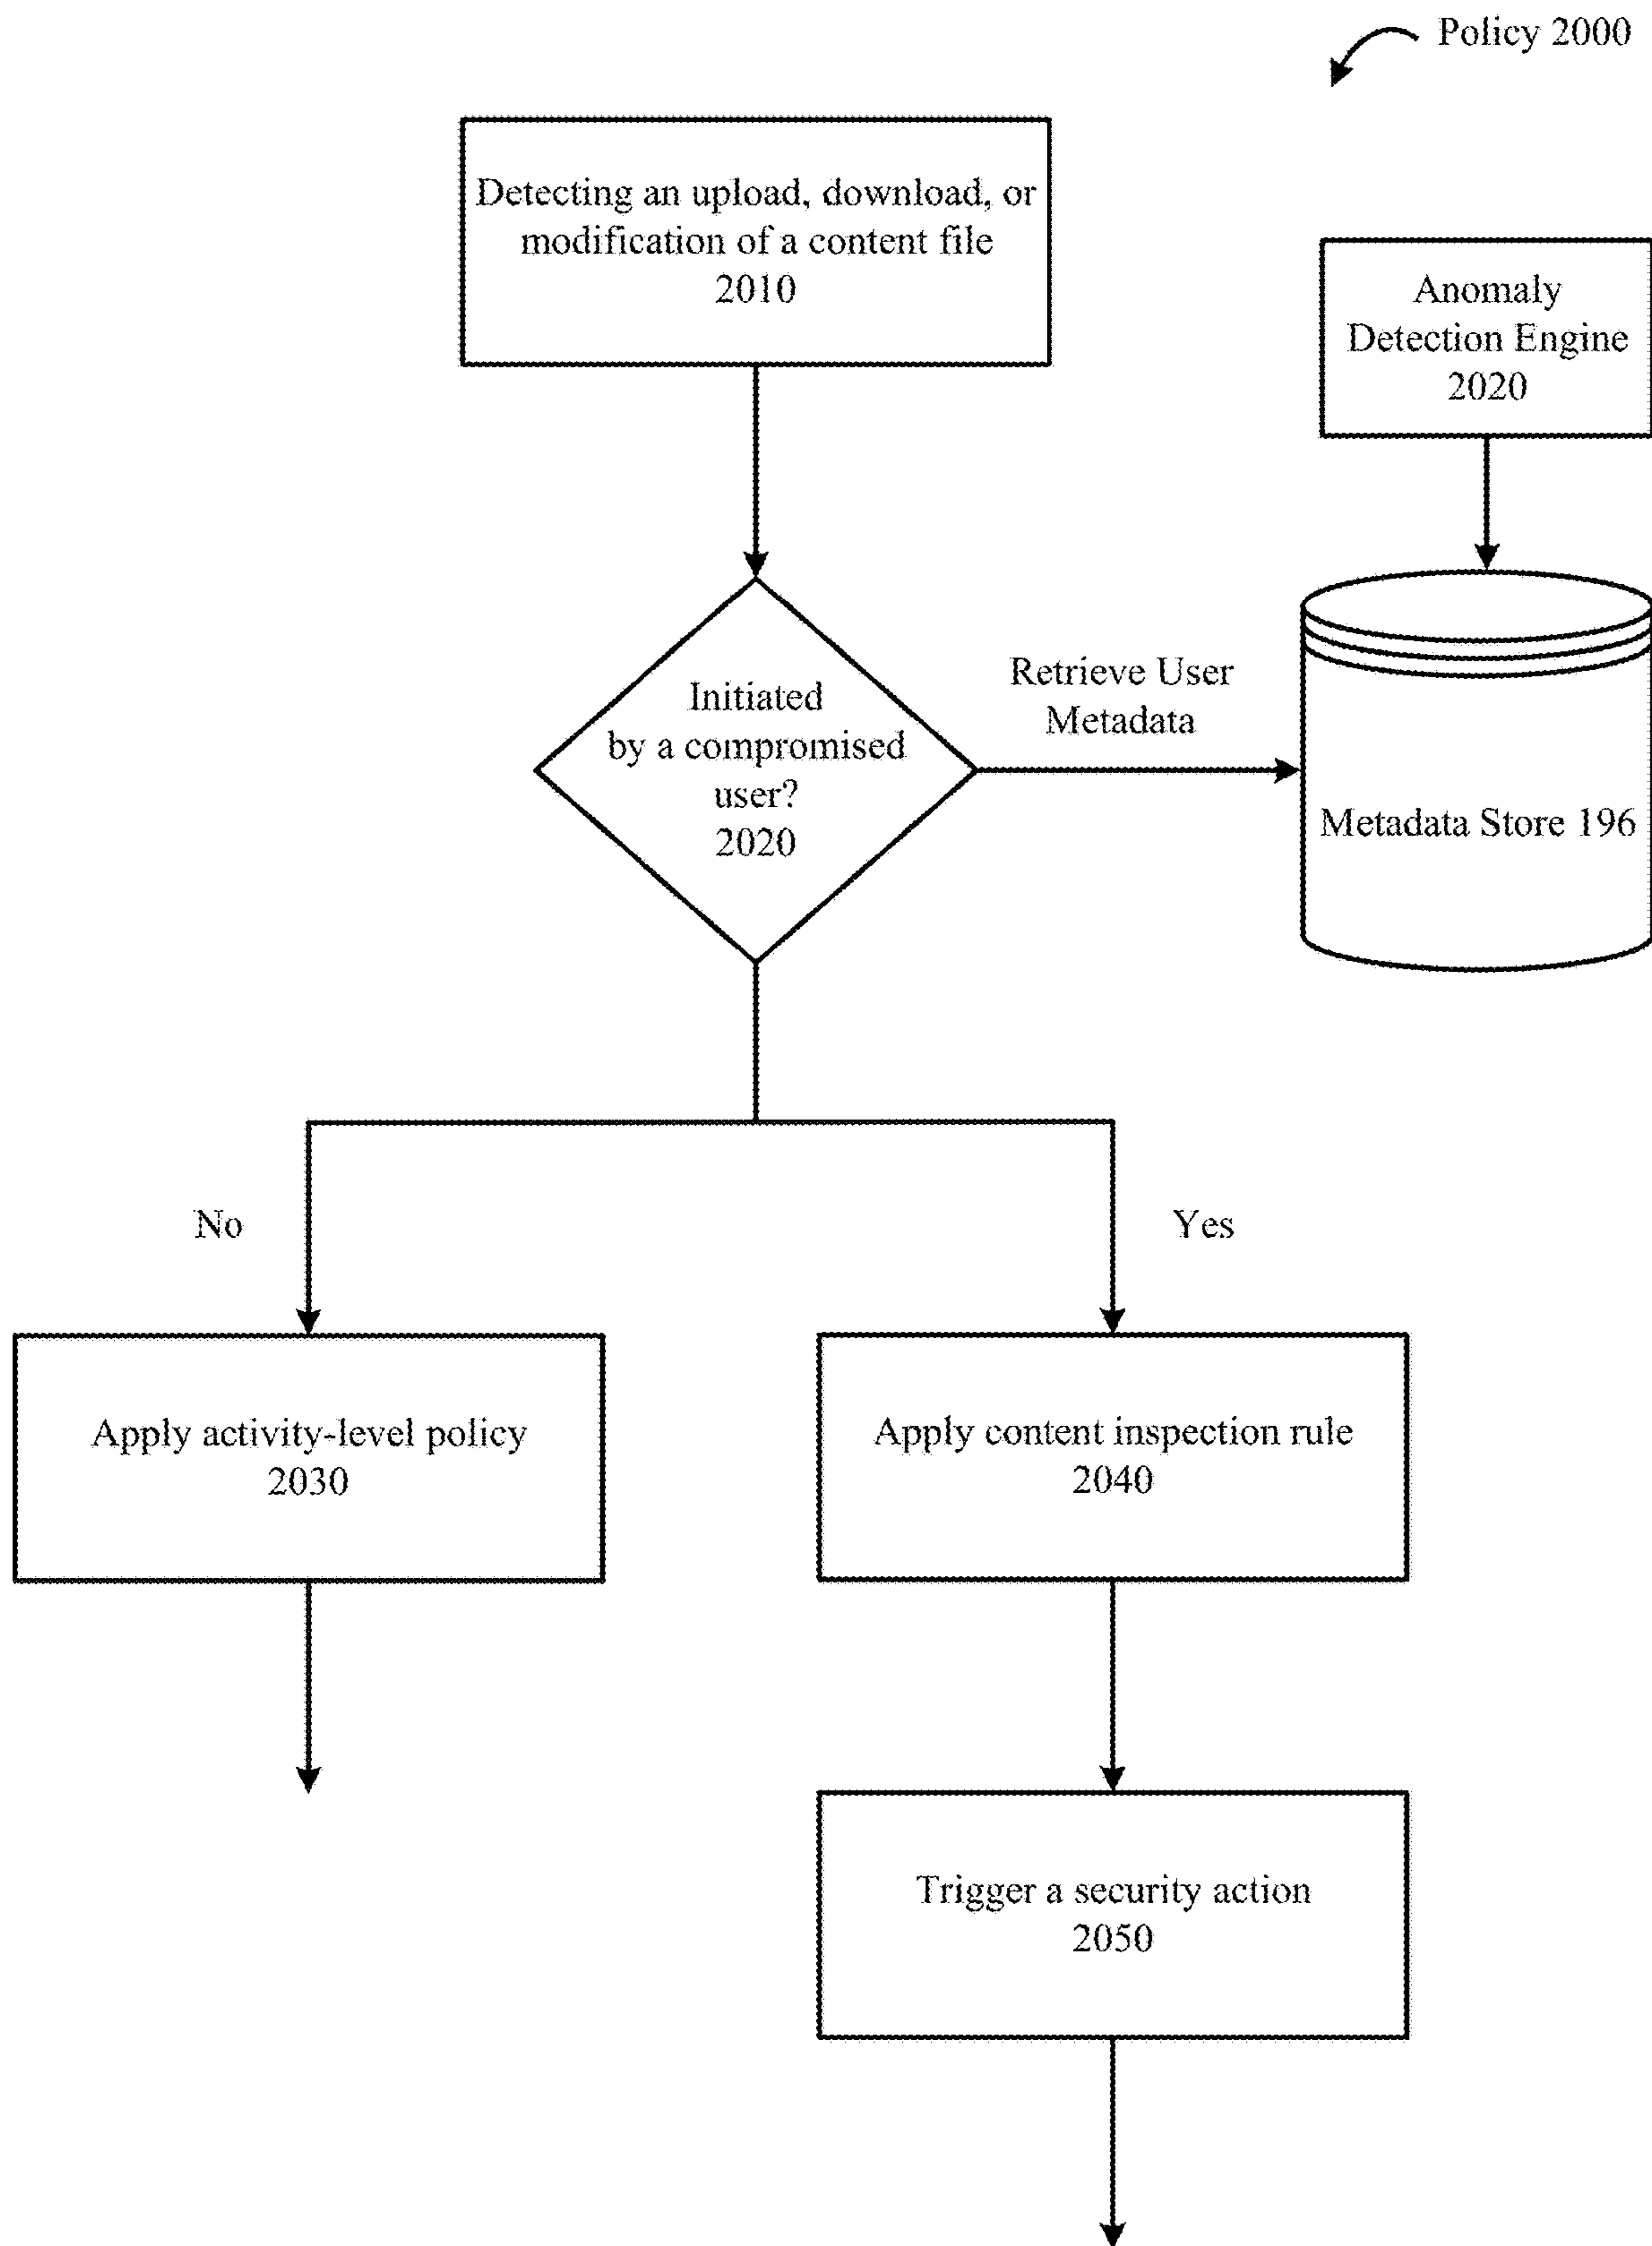 Policy 2000
Detecting an upload, download, or
modification of a content file
2010
Anomaly
Detection Engine
2020
Initiated
by a compromised
user?
2020
Retrieve User
Metadata
Metadata Store 196
No
Yes
Apply activity-level policy
2030
Apply content inspection rule
2040
Trigger a security action
2050